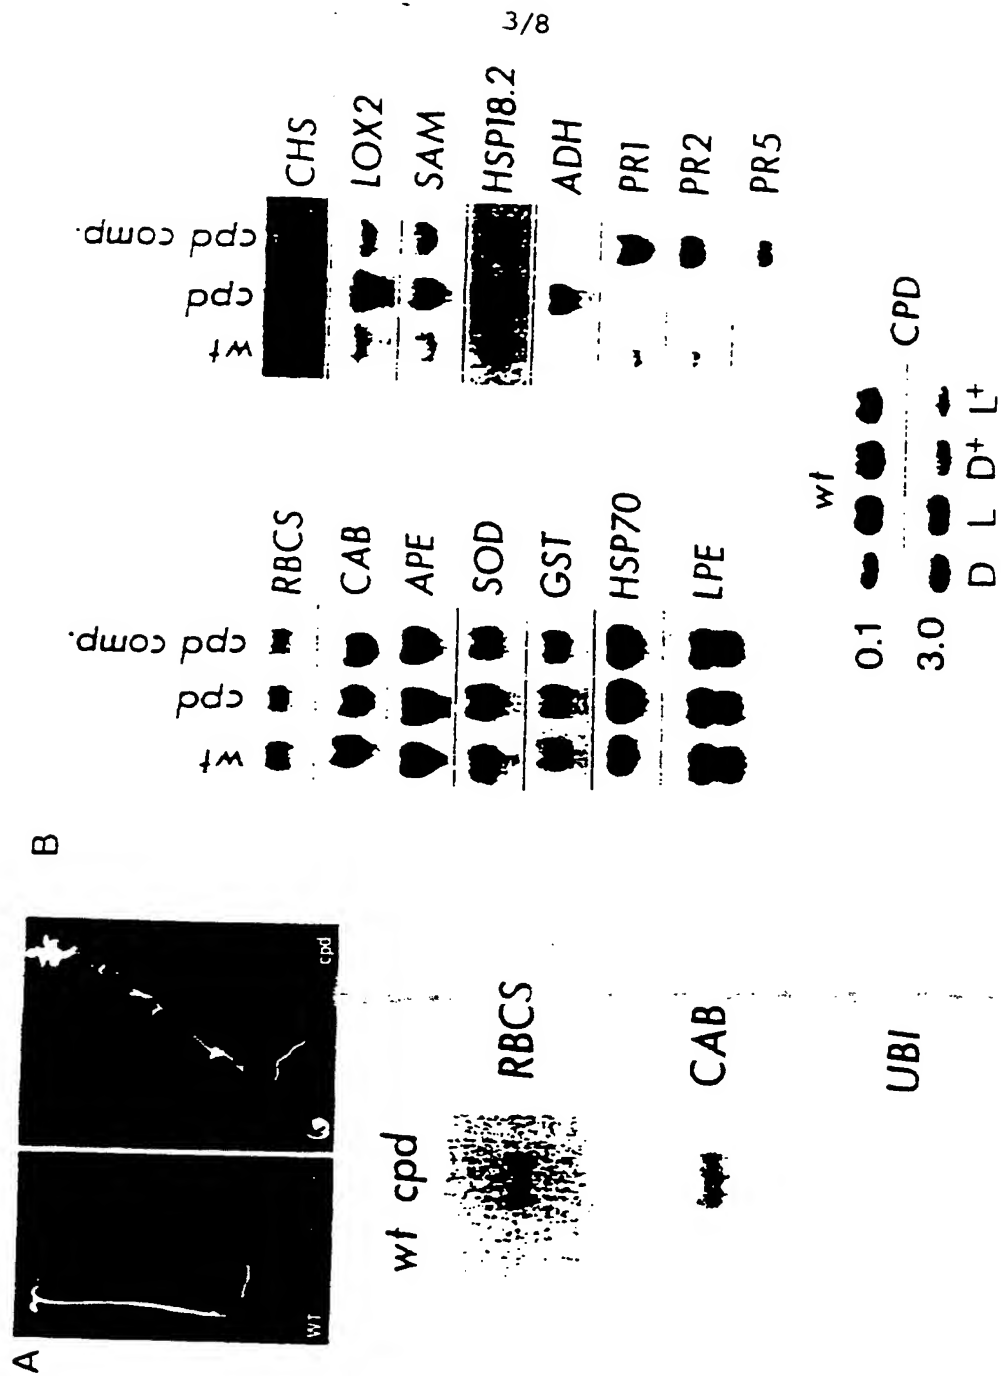 3/8
A
WT
cpd
wt cpd
RBCS
CAB
UBI
B
wt cpd cpd comp.
RBCS
CAB
APE
SOD
GST
HSP70
LPE
wt cpd cpd comp.
CHS
LOX2
SAM
HSP18.2
ADH
PR1
PR2
PR5
wt
0.1
CPD
3.0
D L D+ L+